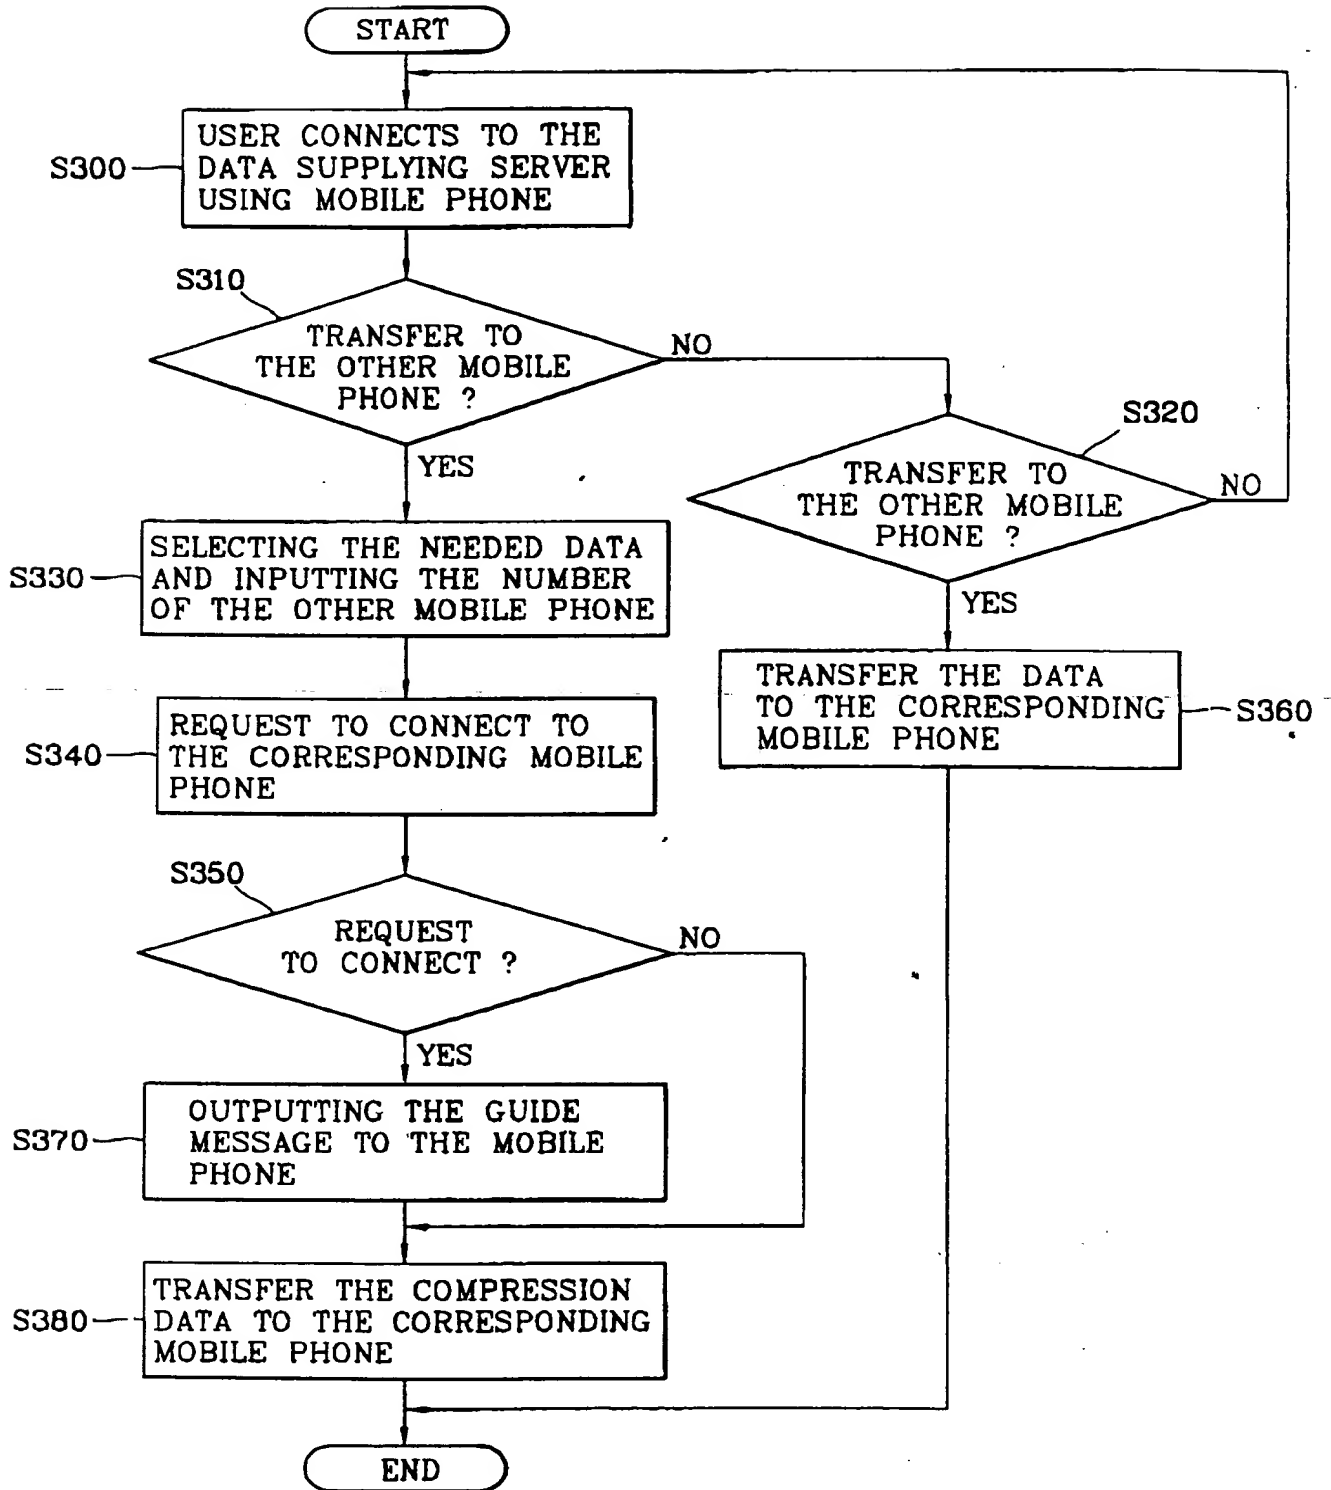 START
S300
USER CONNECTS TO THE
DATA SUPPLYING SERVER
USING MOBILE PHONE
S310
TRANSFER TO
THE OTHER MOBILE
PHONE ?
NO
YES
S320
TRANSFER TO
THE OTHER MOBILE
PHONE ?
NO
YES
S330
SELECTING THE NEEDED DATA
AND INPUTTING THE NUMBER
OF THE OTHER MOBILE PHONE
TRANSFER THE DATA
TO THE CORRESPONDING
MOBILE PHONE
S360
S340
REQUEST TO CONNECT TO
THE CORRESPONDING MOBILE
PHONE
S350
REQUEST
TO CONNECT ?
NO
YES
S370
OUTPUTTING THE GUIDE
MESSAGE TO THE MOBILE
PHONE
S380
TRANSFER THE COMPRESSION
DATA TO THE CORRESPONDING
MOBILE PHONE
END